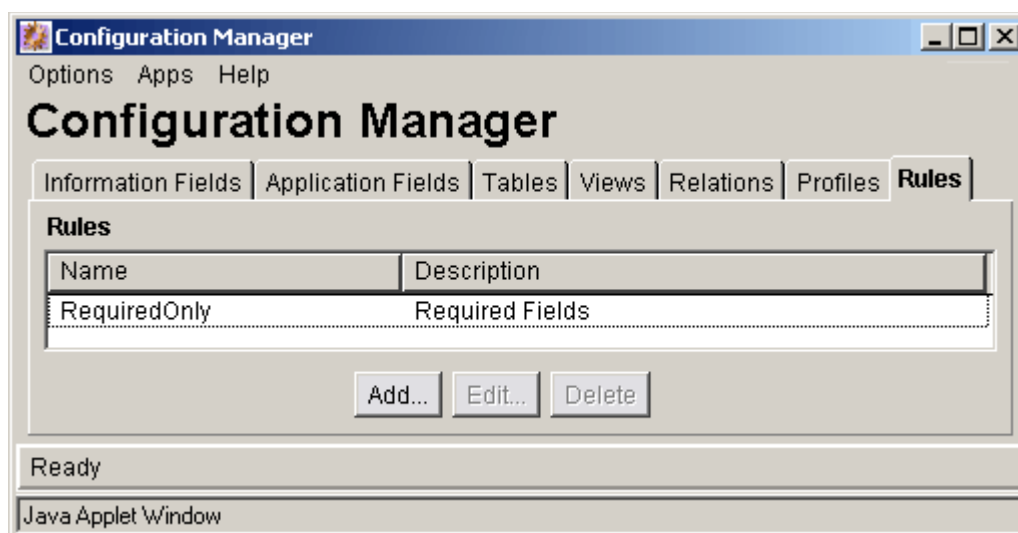 Configuration Manager
Options Apps Help
Configuration Manager
Information Fields Application Fields Tables Views Relations Profiles Rules
Rules
Name Description
RequiredOnly Required Fields
Add... Edit... Delete
Ready
Java Applet Window